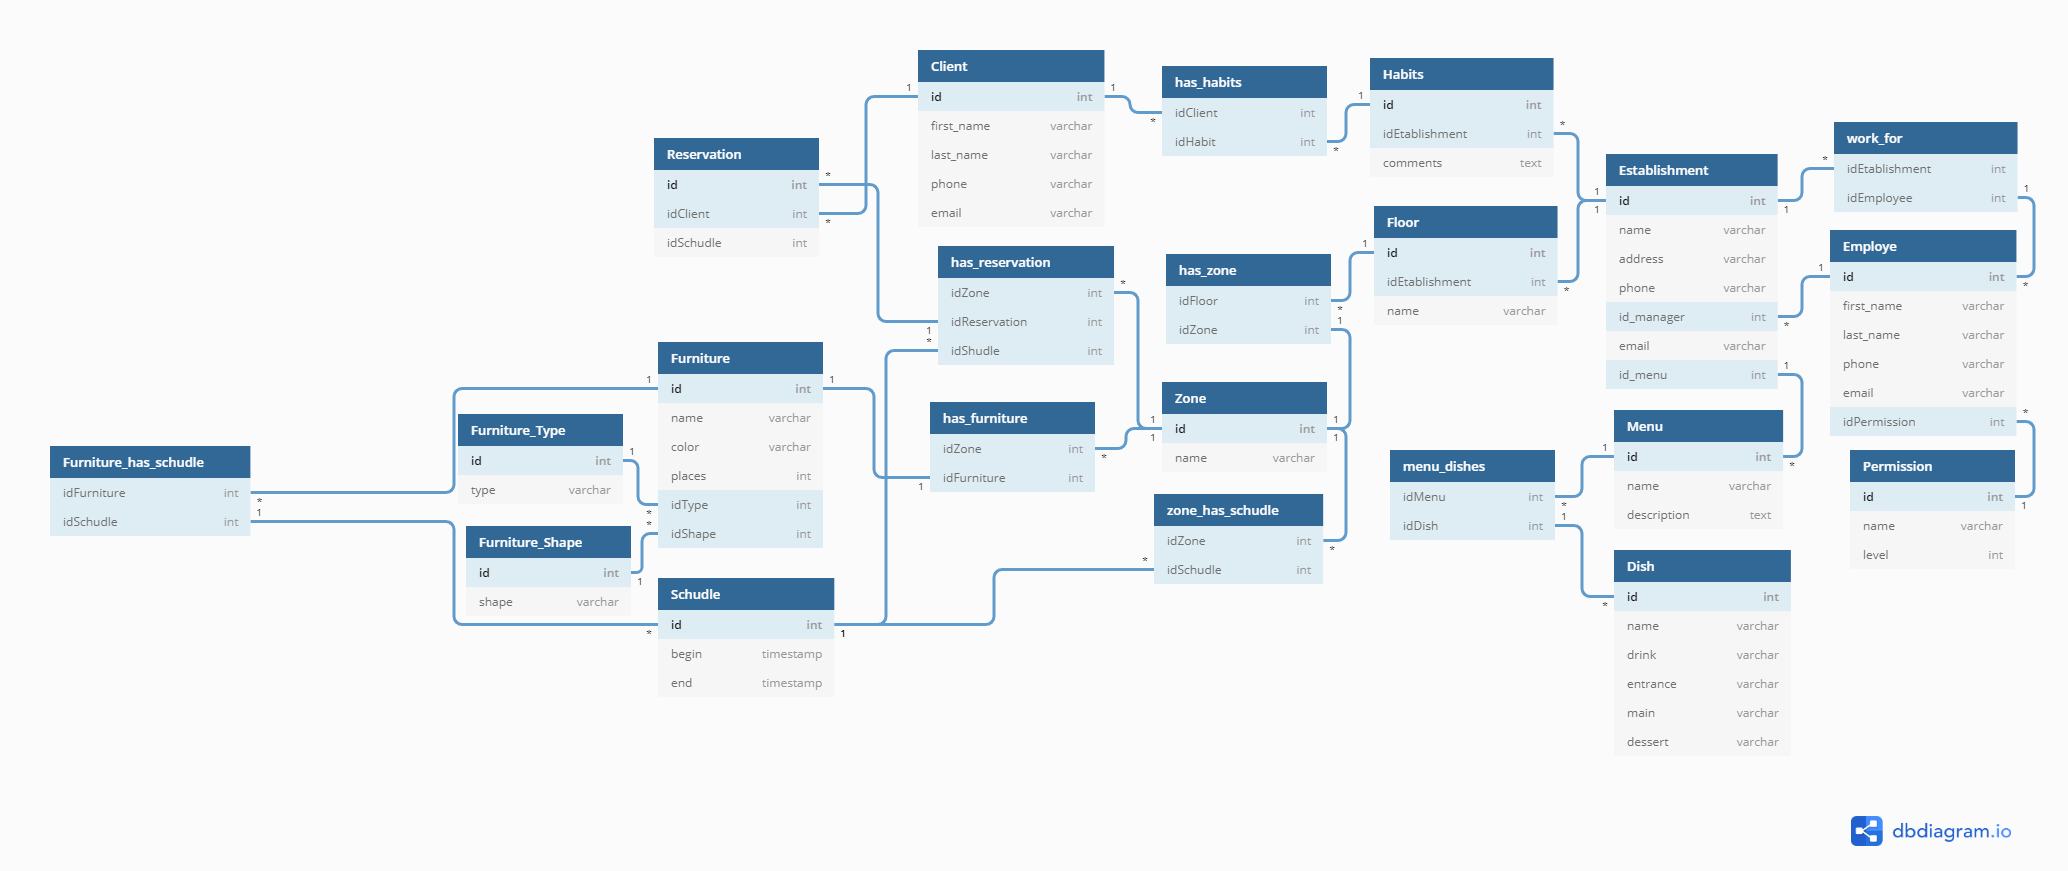 Client
id int
first_name varchar
last_name varchar
phone varchar
email varchar
has_habits
idClient int
idHabit int
Habits
id int
idEtablishment int
comments text
work_for
idEtablishment int
idEmployee int
Reservation
id int
idClient int
idSchudle int
Establishment
id int
name varchar
address varchar
phone varchar
id_manager int
email varchar
id_menu int
Floor
id int
idEtablishment int
name varchar
Employe
id int
first_name varchar
last_name varchar
phone varchar
email varchar
idPermission int
has_reservation
idZone int
idReservation int
idShudle int
has_zone
idFloor int
idZone int
Furniture
id int
name varchar
color varchar
places int
idType int
idShape int
Zone
id int
name varchar
has_furniture
idZone int
idFurniture int
Furniture_Type
id int
type varchar
Menu
id int
name varchar
description text
Furniture_has_schudle
idFurniture int
idSchudle int
menu_dishes
idMenu int
idDish int
Permission
id int
name varchar
level int
zone_has_schudle
idZone int
idSchudle int
Furniture_Shape
id int
shape varchar
Dish
id int
name varchar
drink varchar
entrance varchar
main varchar
dessert varchar
Schudle
id int
begin timestamp
end timestamp
dbdiagram.io